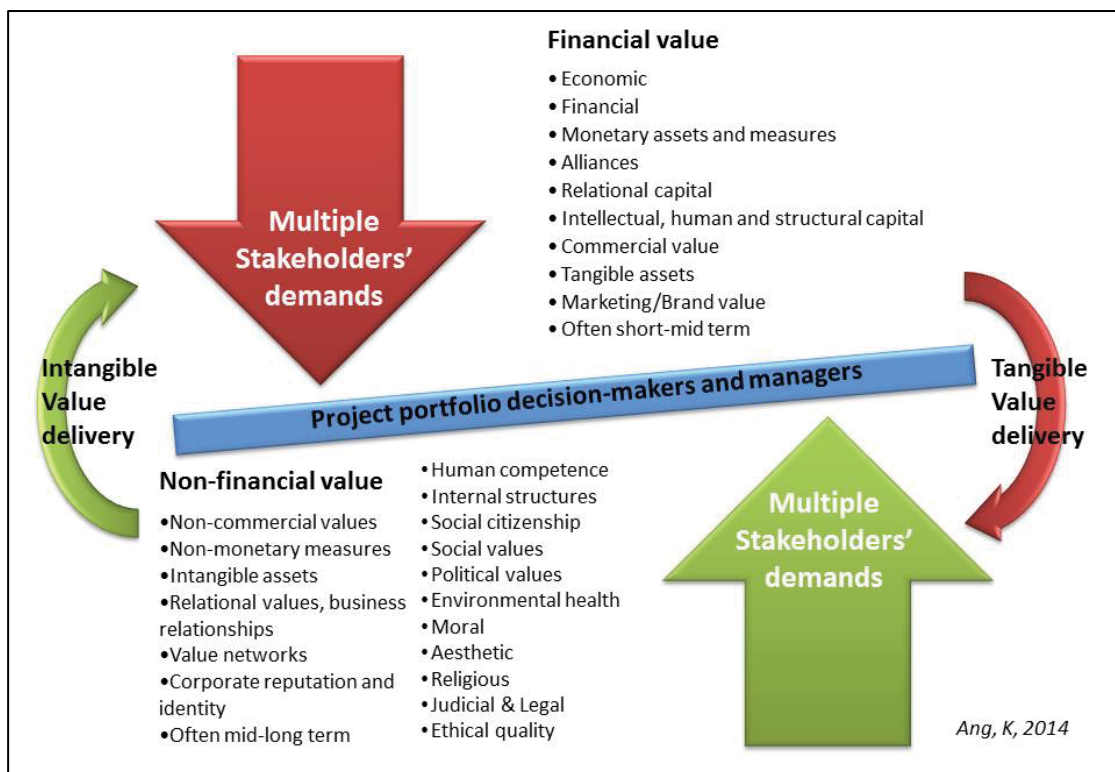 Financial value
•Economic
•Financial
•Monetary assets and measures
•Alliances
•Relational capital
•Intellectual, human and structural capital
•Commercial value
•Tangible assets
•Marketing/Brand value
•Often short-mid term
Multiple
Stakeholders’
demands
Intangible
Value
delivery
Project portfolio decision-makers and managers
Tangible
Value
delivery
Non-financial value
•Non-commercial values
•Non-monetary measures
•Intangible assets
•Relational values, business
relationships
•Value networks
•Corporate reputation and
identity
•Often mid-long term
•Human competence
•Internal structures
•Social citizenship
•Social values
•Political values
•Environmental health
•Moral
•Aesthetic
•Religious
•Judicial & Legal
•Ethical quality
Multiple
Stakeholders’
demands
Ang, K, 2014